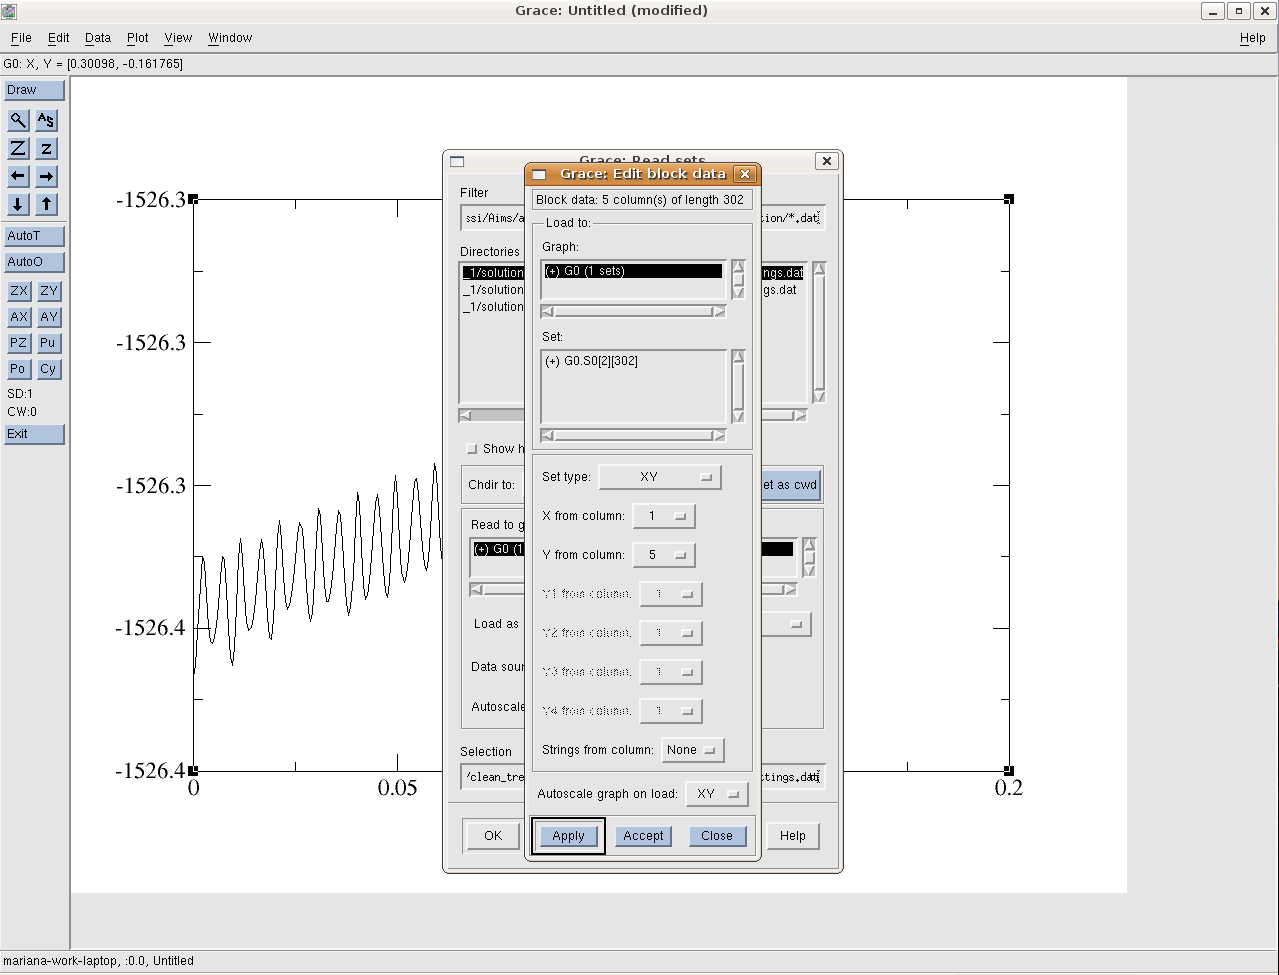 Grace: Untitled (modified)
File Edit Data Plot View Window Help
G0: X, Y = [0.30098, -0.161765]
Draw
As
Z z
AutoT
AutoO
ZX ZY
AX AY
PZ Pu
Po Cy
SD:1
CW:0
Exit
-1526.3
-1526.3
-1526.3
-1526.4
-1526.4
0 0.05 0.2
Grace: Read sets
Filter
ssi/Aims/a
tion/*.dat
Directories
_1/solution
_1/solution
_1/solution
ngs.dat
gs.dat
Show h
Chdir to:
et as cwd
Read to g
(+) G0 (1
Load as
Data sour
Autoscale
Selection
/clean_tre
ttings.dat
OK
Help
Grace: Edit block data
Block data: 5 column(s) of length 302
Load to:
Graph:
(+) G0 (1 sets)
Set:
(+) G0.S0[2][302]
Set type: XY
X from column: 1
Y from column: 5
Y1 from column: 1
Y2 from column: 1
Y3 from column: 1
Y4 from column: 1
Strings from column: None
Autoscale graph on load: XY
Apply Accept Close
mariana-work-laptop, :0.0, Untitled